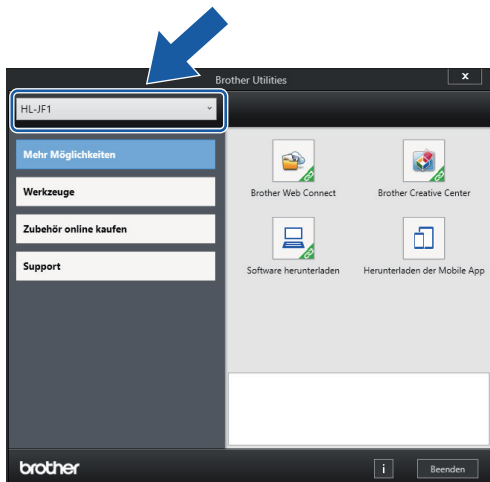 Brother Utilities
x
HL-JF1
Mehr Möglichkeiten
Werkzeuge
Zubehör online kaufen
Support
Brother Web Connect
Brother Creative Center
Software herunterladen
Herunterladen der Mobile App
brother
i
Beenden